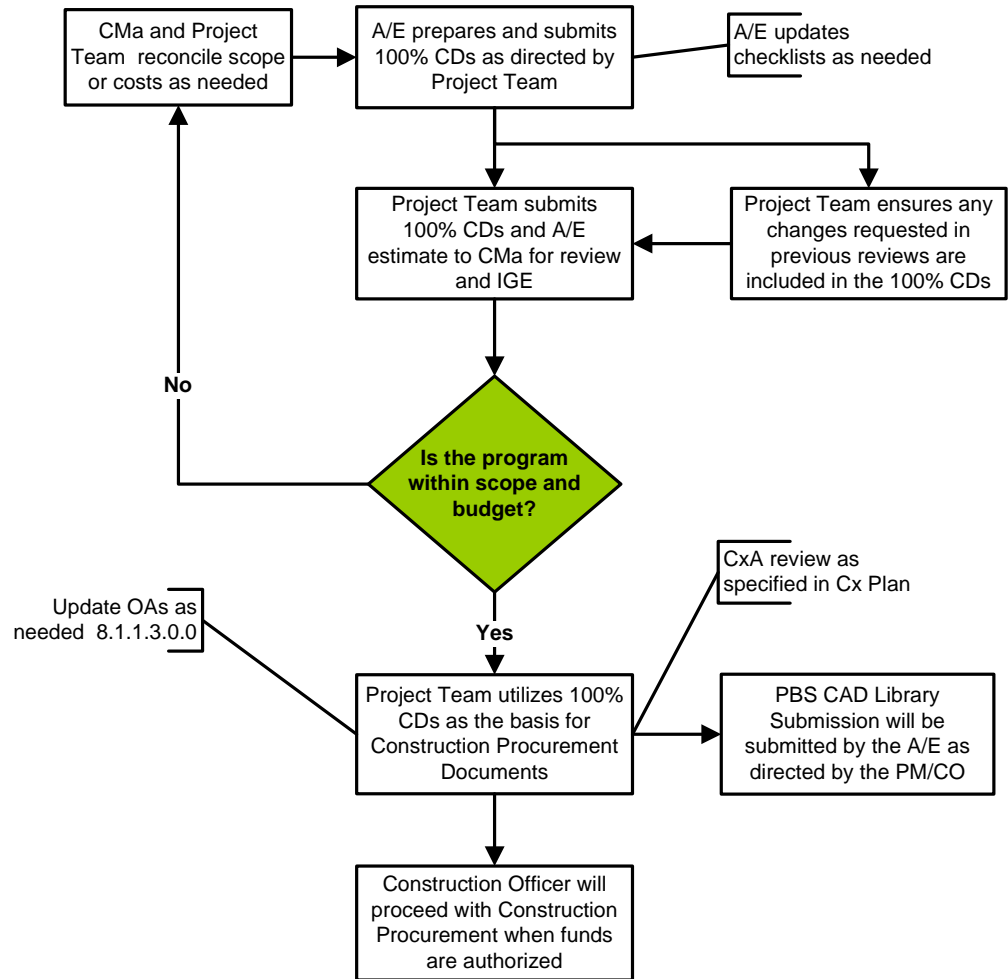 CMa and Project
Team reconcile scope
or costs as needed
A/E prepares and submits
100% CDs as directed by
Project Team
A/E updates
checklists as needed
Project Team submits
100% CDs and A/E
estimate to CMa for review
and IGE
Project Team ensures any
changes requested in
previous reviews are
included in the 100% CDs
No
Is the program
within scope and
budget?
CxA review as
specified in Cx Plan
Update OAs as
needed 8.1.1.3.0.0
Yes
Project Team utilizes 100%
CDs as the basis for
Construction Procurement
Documents
PBS CAD Library
Submission will be
submitted by the A/E as
directed by the PM/CO
Construction Officer will
proceed with Construction
Procurement when funds
are authorized